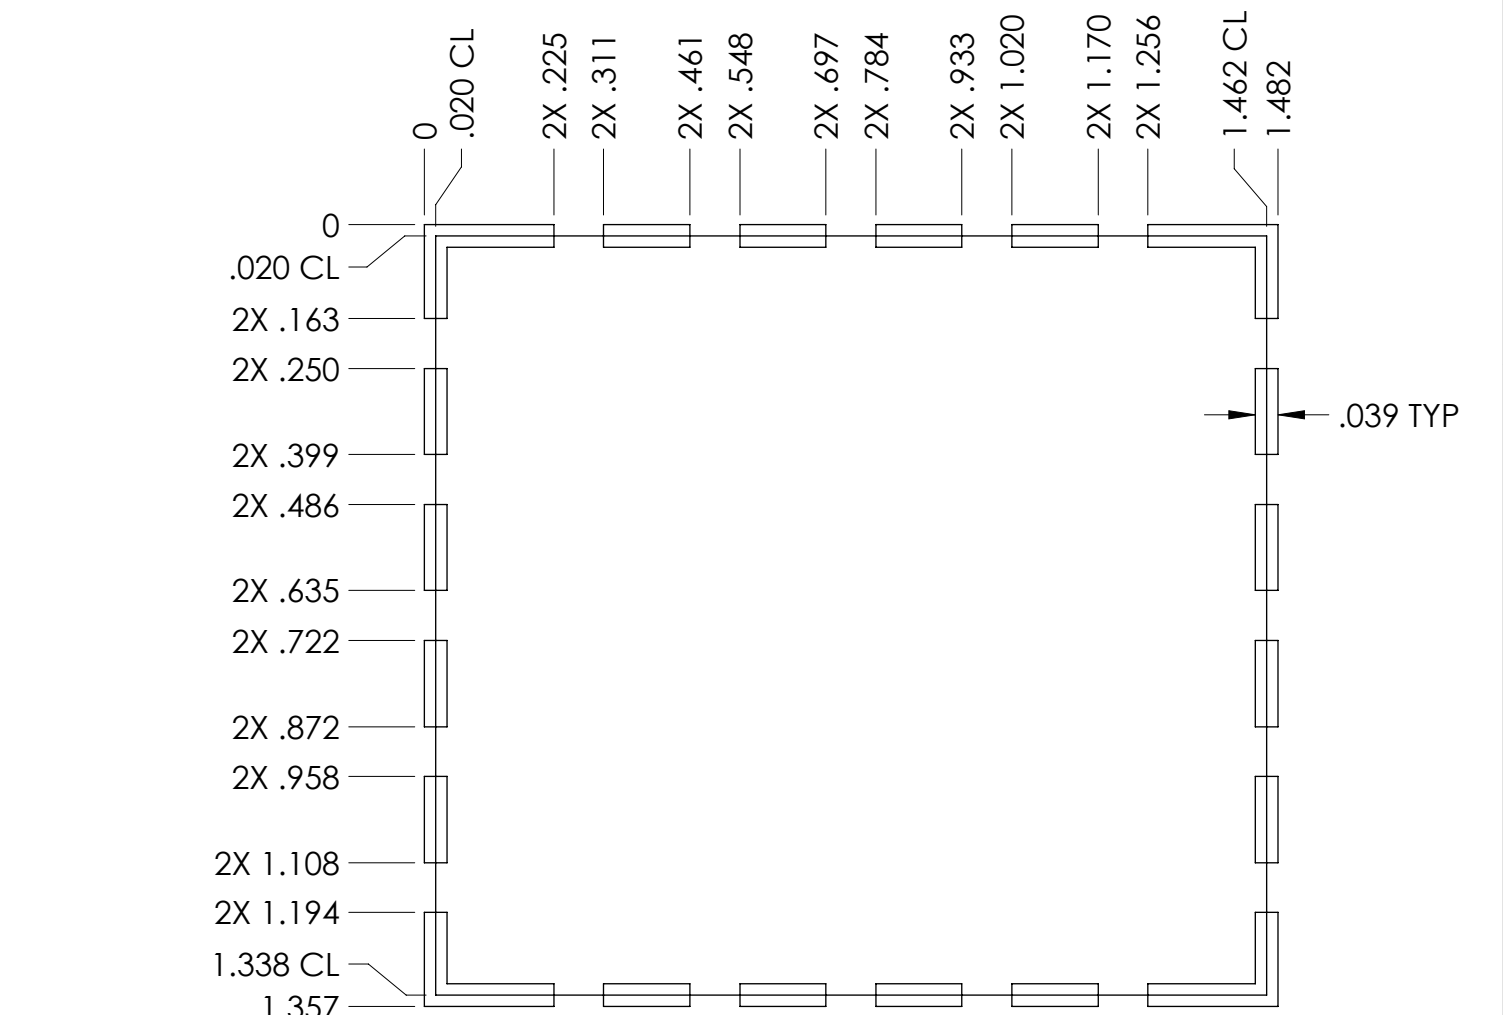 0
.020 CL
2X .225
2X .311
2X .461
2X .548
2X .697
2X .784
2X .933
2X 1.020
2X 1.170
2X 1.256
1.462 CL
1.482
0
.020 CL
2X .163
2X .250
2X .399
.039 TYP
2X .486
2X .635
2X .722
2X .872
2X .958
2X 1.108
2X 1.194
1.338 CL
1.357